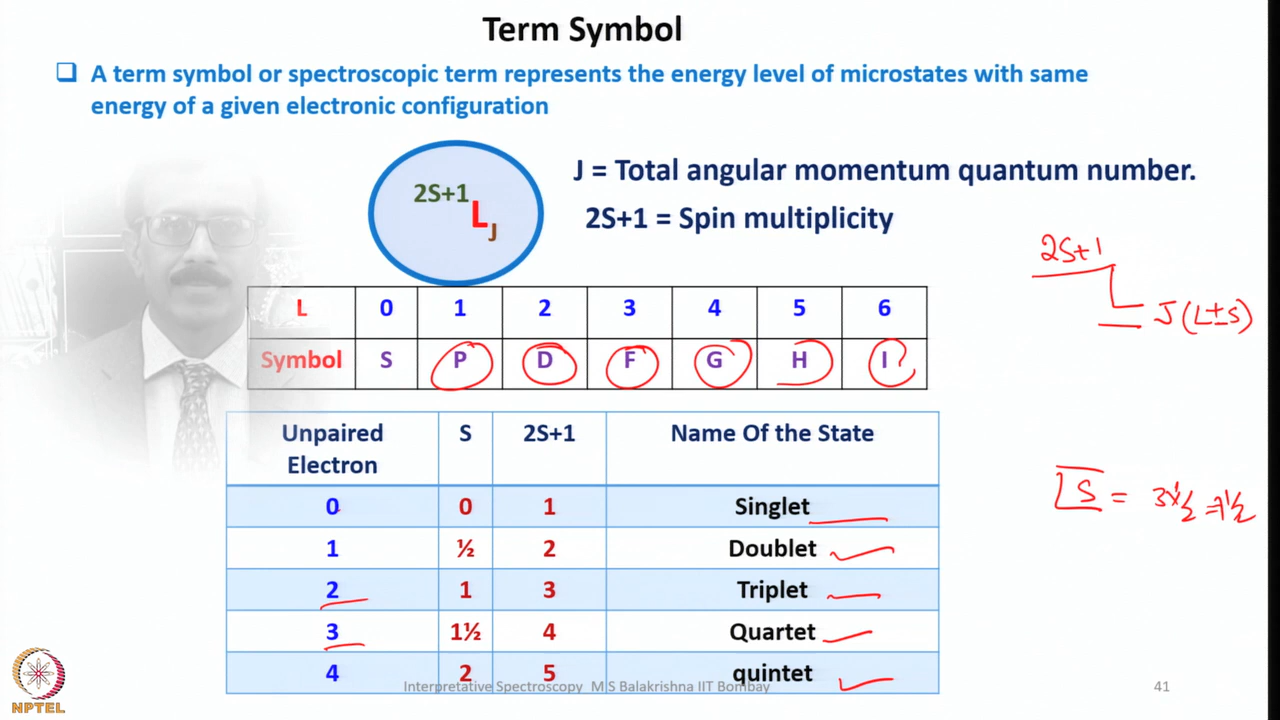 Term Symbol
A term symbol or spectroscopic term represents the energy level of microstates with same
energy of a given electronic configuration
2S+1
L
J
J = Total angular momentum quantum number.
2S+1 = Spin multiplicity
2S+1
L J (L±S)
L 0 1 2 3 4 5 6
Symbol S P D F G H I
Unpaired Electron S 2S+1 Name Of the State
0 0 1 Singlet
1 ½ 2 Doublet
2 1 3 Triplet
3 1½ 4 Quartet
4 2 5 quintet
S = 3×½ = 1½
Interpretative Spectroscopy M S Balakrishna IIT Bombay
41
NPTEL